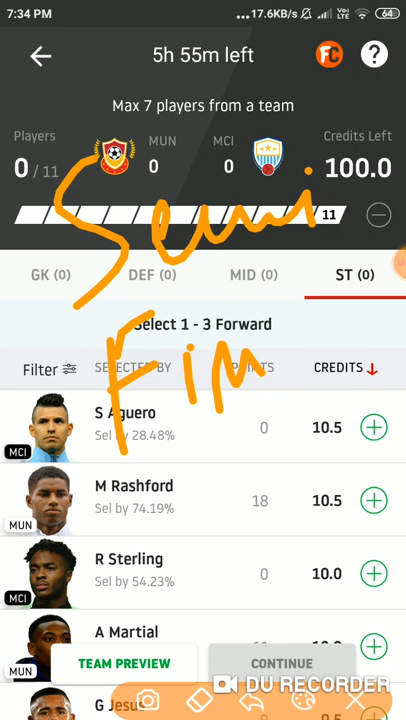 7:34 PM ...17.6KB/s Vo) LTE 64
5h 55m left FC ?
Max 7 players from a team
Players MUN MCI Credits Left
0 / 11 0 0 100.0
11
Semi
GK (0) DEF (0) MID (0) ST (0)
Select 1 - 3 Forward
Fin
Filter SELECTED BY POINTS CREDITS
S Aguero
Sel by 28.48% 0 10.5
MCI
M Rashford
Sel by 74.19% 18 10.5
MUN
R Sterling
Sel by 54.23% 0 10.0
MCI
A Martial
TEAM PREVIEW CONTINUE
MUN
DU RECORDER
G Jesus